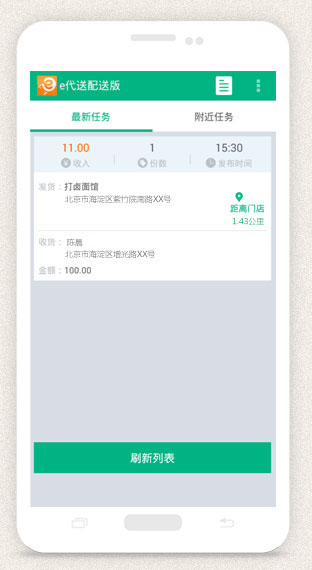 e代送配送版
最新任务 附近任务
11.00 1 15:30
收入 份数 发布时间
发货： 打卤面馆
北京市海淀区紫竹院南路XX号
距离门店
1.43公里
收货： 陈晨
北京市海淀区增光路XX号
金额： 100.00
刷新列表